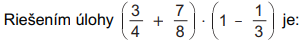 Riešením úlohy (3/4 + 7/8) · (1 - 1/3) je: